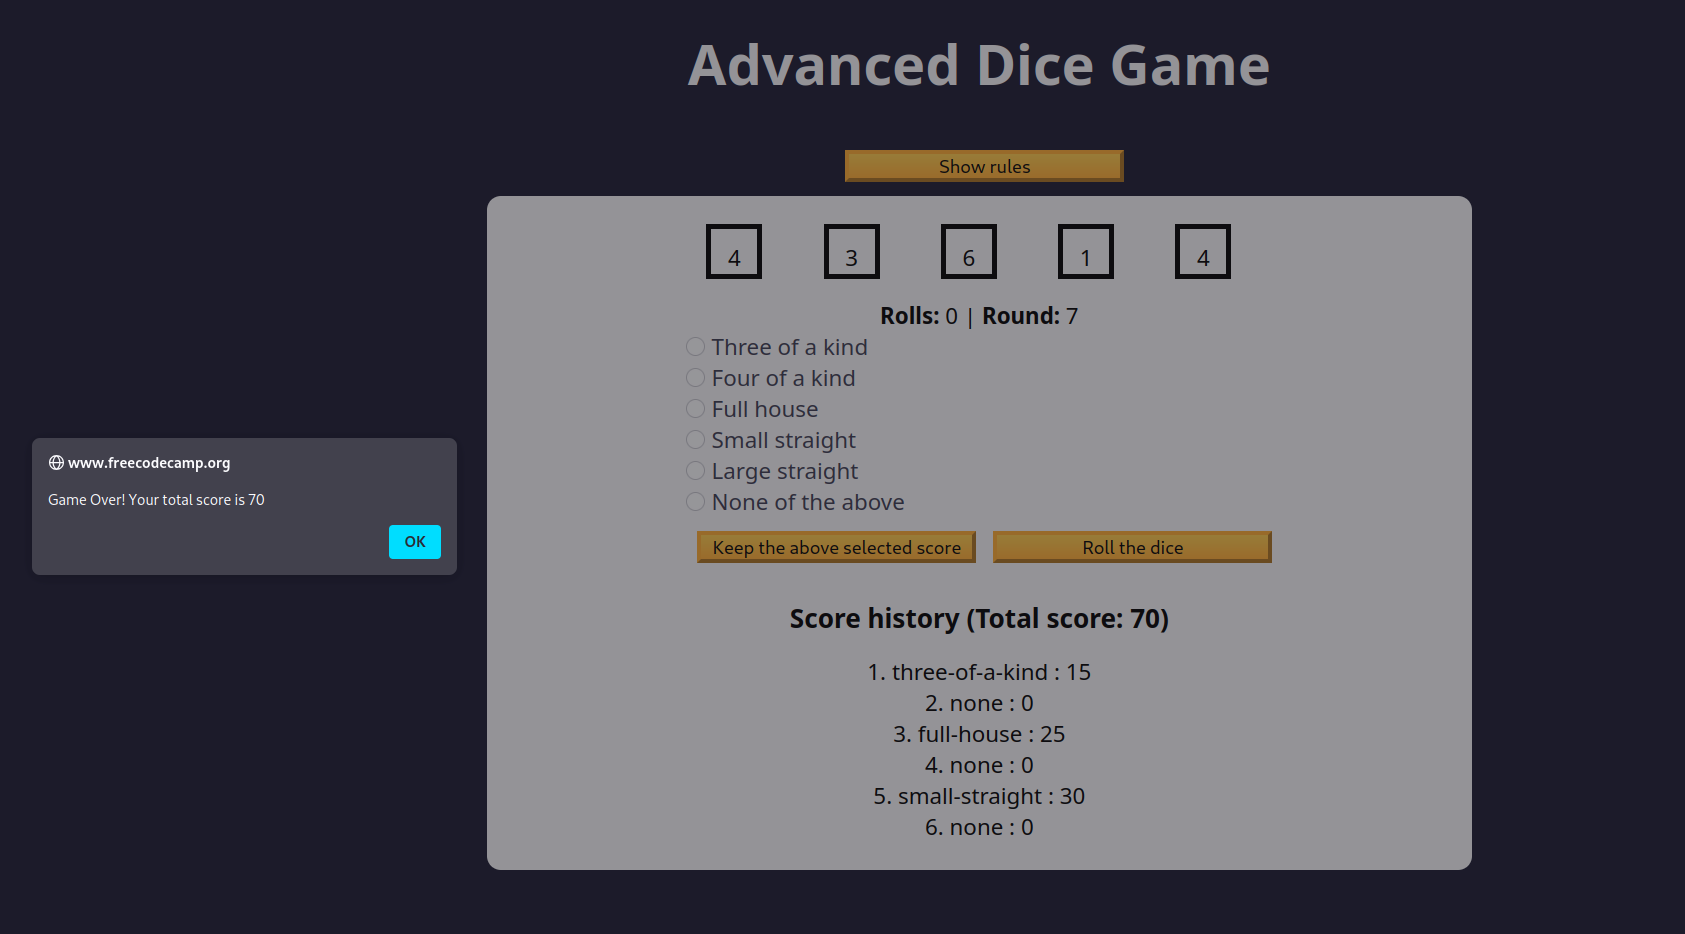 Advanced Dice Game
Show rules
4 3 6 1 4
Rolls: 0 | Round: 7
Three of a kind
Four of a kind
Full house
Small straight
Large straight
None of the above
Keep the above selected score
Roll the dice
Score history (Total score: 70)
1. three-of-a-kind : 15
2. none : 0
3. full-house : 25
4. none : 0
5. small-straight : 30
6. none : 0
www.freecodecamp.org
Game Over! Your total score is 70
OK